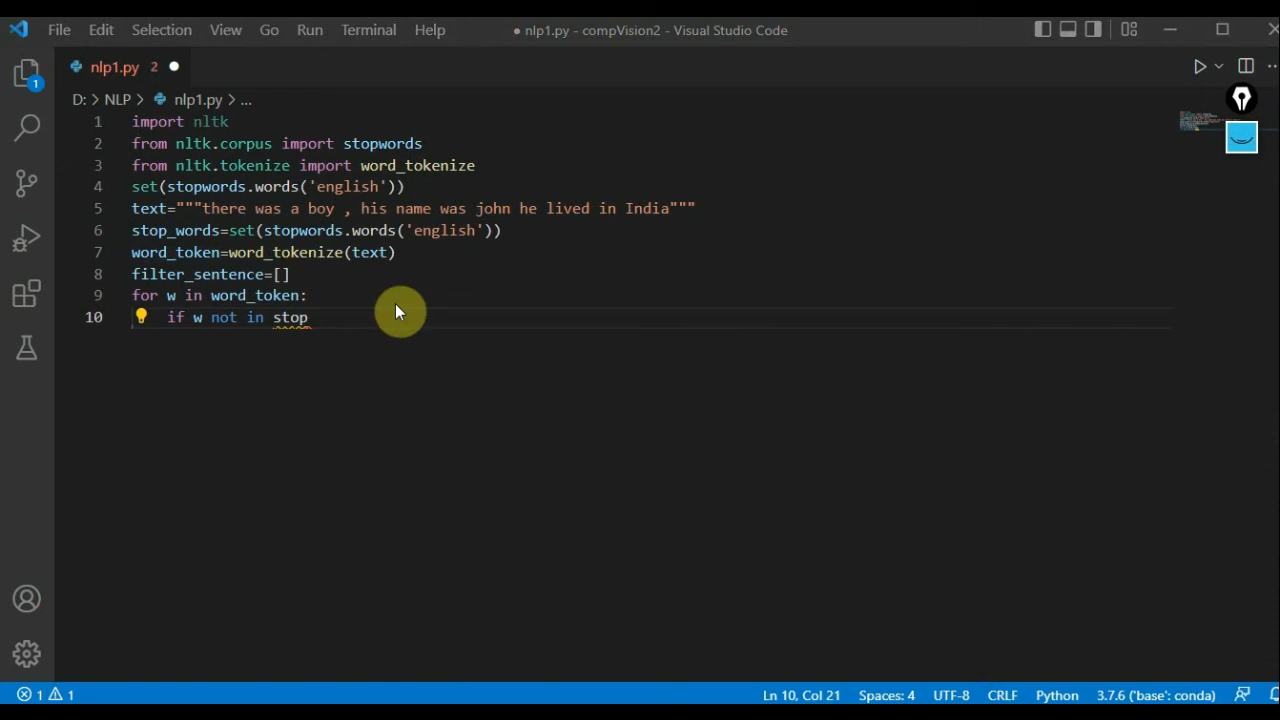 File Edit Selection View Go Run Terminal Help ● nlp1.py - compVision2 - Visual Studio Code
nlp1.py 2
1
D: > NLP > nlp1.py > ...
1 import nltk
2 from nltk.corpus import stopwords
3 from nltk.tokenize import word_tokenize
4 set(stopwords.words('english'))
5 text="""there was a boy , his name was john he lived in India"""
6 stop_words=set(stopwords.words('english'))
7 word_token=word_tokenize(text)
8 filter_sentence=[]
9 for w in word_token:
10 if w not in stop
1 1 Ln 10, Col 21 Spaces: 4 UTF-8 CRLF Python 3.7.6 ('base': conda)